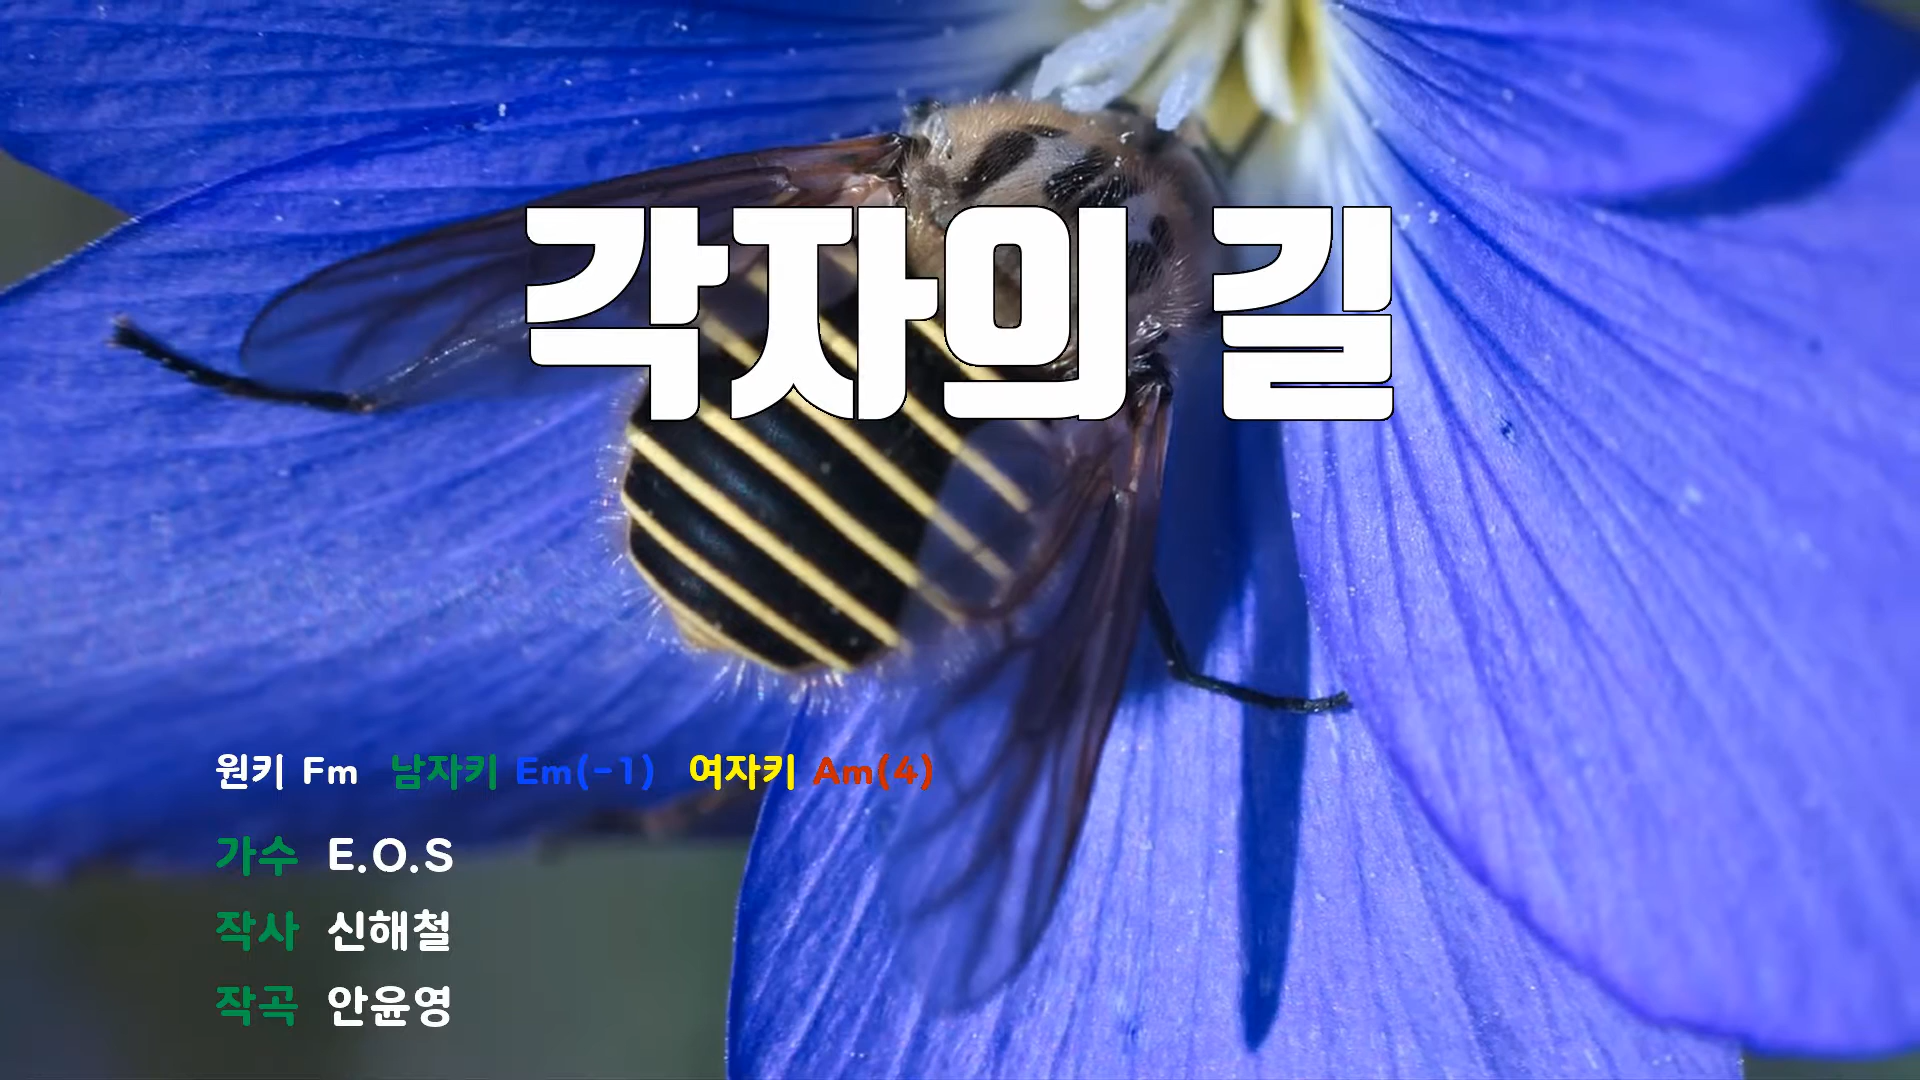 각자의 길
원키 Fm 남자키 Em(-1) 여자키 Am(4)
가수 E.O.S
작사 신해철
작곡 안윤영